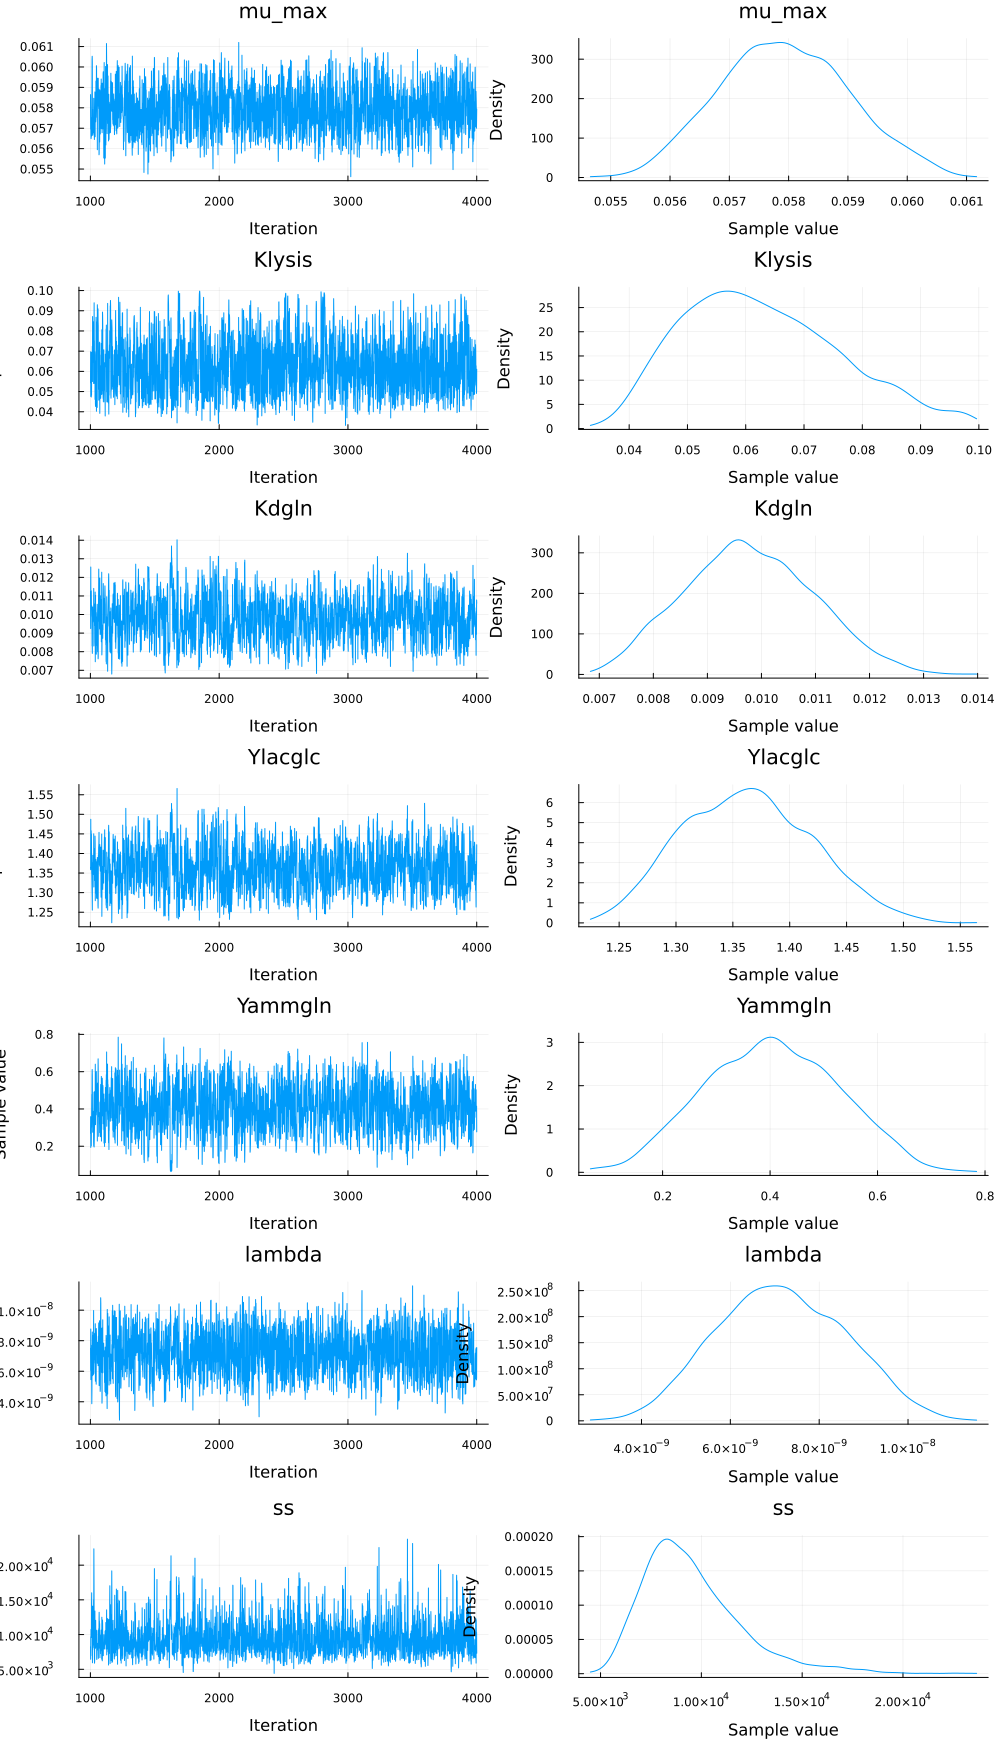 mu_max mu_max
0.061
0.060
0.059
0.058
0.057
0.056
0.055
1000 2000 3000 4000
Iteration
Density
300
200
100
0
0.055 0.056 0.057 0.058 0.059 0.060 0.061
Sample value
Klysis Klysis
0.10
0.09
0.08
0.07
0.06
0.05
0.04
1000 2000 3000 4000
Iteration
Density
25
20
15
10
5
0
0.04 0.05 0.06 0.07 0.08 0.09 0.10
Sample value
Kdgln Kdgln
0.014
0.013
0.012
0.011
0.010
0.009
0.008
0.007
1000 2000 3000 4000
Iteration
Density
300
200
100
0
0.007 0.008 0.009 0.010 0.011 0.012 0.013 0.014
Sample value
Ylacglc Ylacglc
1.55
1.50
1.45
1.40
1.35
1.30
1.25
1000 2000 3000 4000
Iteration
Density
6
5
4
3
2
1
0
1.25 1.30 1.35 1.40 1.45 1.50 1.55
Sample value
Yammgln Yammgln
Sample value
0.8
0.6
0.4
0.2
1000 2000 3000 4000
Iteration
Density
3
2
1
0
0.2 0.4 0.6 0.8
Sample value
lambda lambda
1.0×10⁻⁸
8.0×10⁻⁹
6.0×10⁻⁹
4.0×10⁻⁹
1000 2000 3000 4000
Iteration
Density
2.50×10⁸
2.00×10⁸
1.50×10⁸
1.00×10⁸
5.00×10⁷
0
4.0×10⁻⁹ 6.0×10⁻⁹ 8.0×10⁻⁹ 1.0×10⁻⁸
Sample value
ss ss
2.00×10⁴
1.50×10⁴
1.00×10⁴
5.00×10³
1000 2000 3000 4000
Iteration
Density
0.00020
0.00015
0.00010
0.00005
0.00000
5.00×10³ 1.00×10⁴ 1.50×10⁴ 2.00×10⁴
Sample value